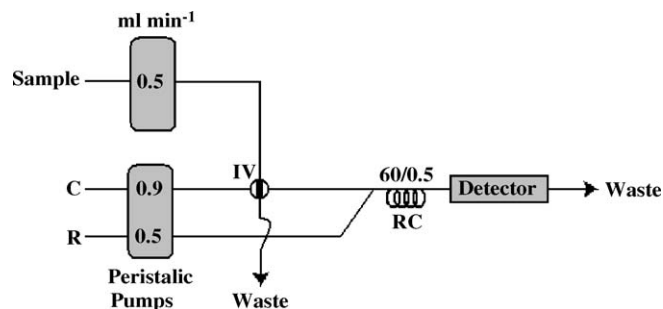 ml min-1
Sample
0.5
IV
60/0.5
C
0.9
Detector
Waste
RC
R
0.5
Peristalic
Pumps
Waste